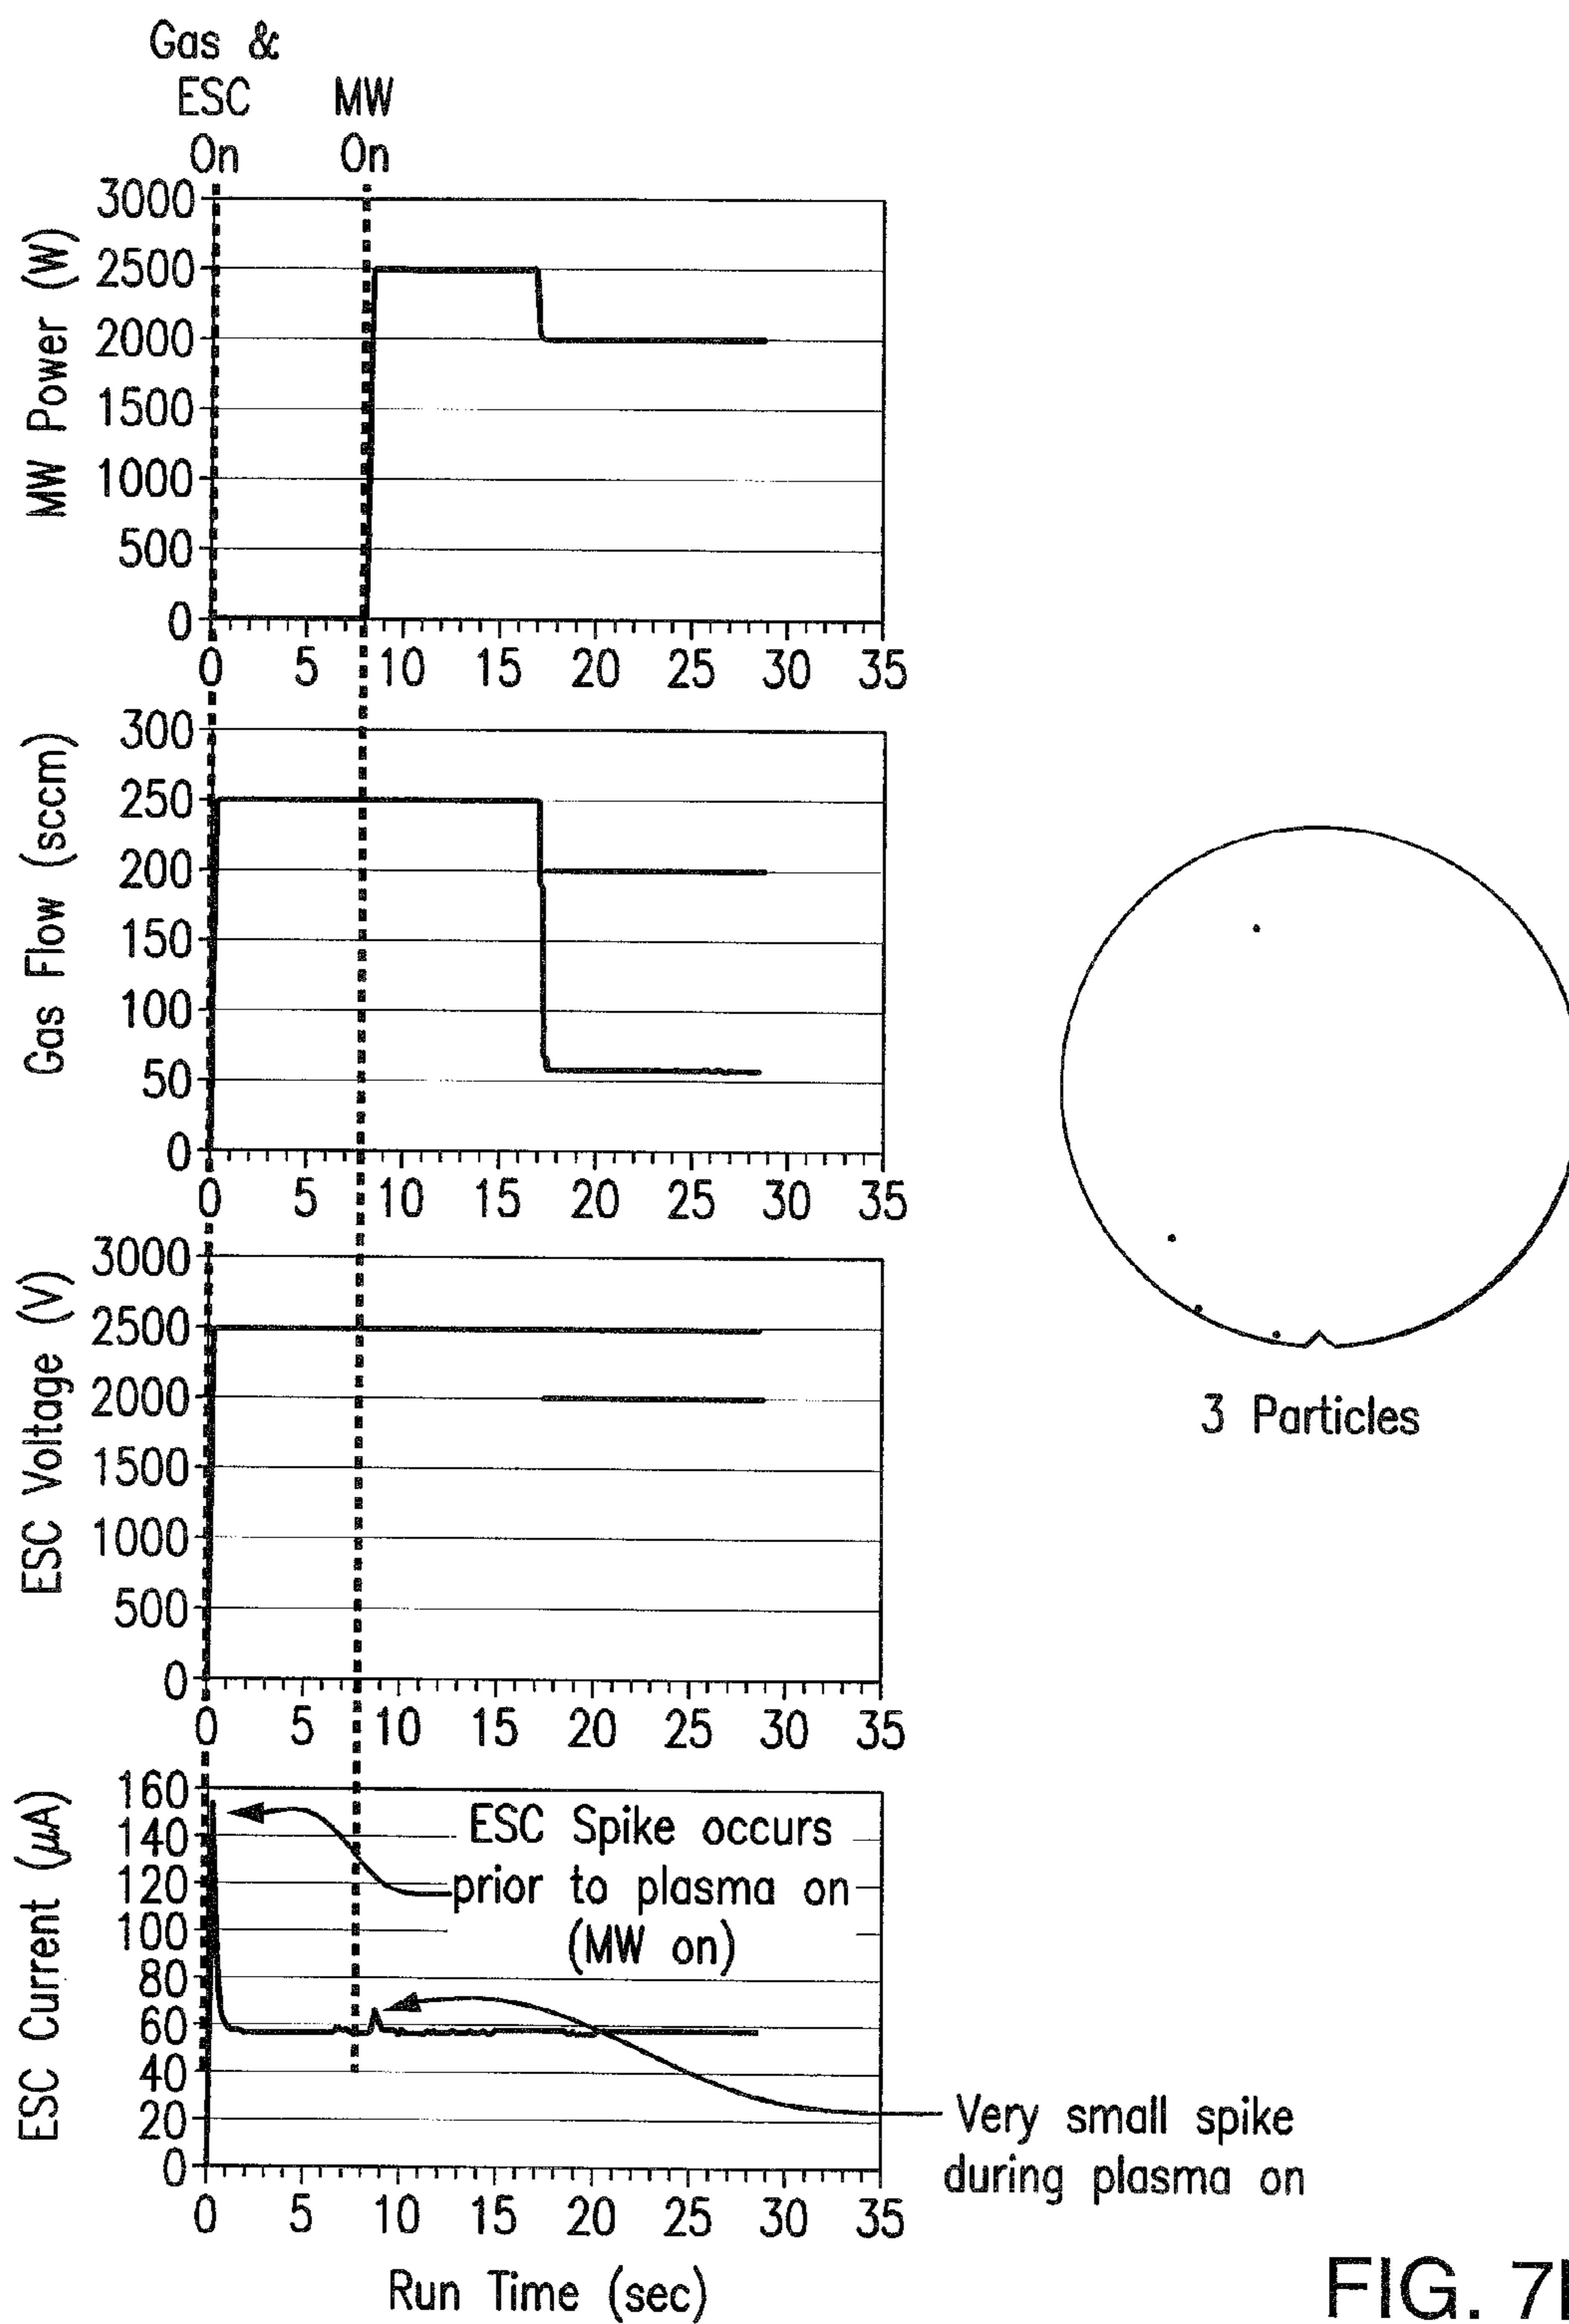 Gas &
ESC
On
MW
On
MW Power (W)
3000
2500
2000
1500
1000
500
0
0 5 10 15 20 25 30 35
Gas Flow (sccm)
300
250
200
150
100
50
0
0 5 10 15 20 25 30 35
ESC Voltage (V)
3000
2500
2000
1500
1000
500
0
0 5 10 15 20 25 30 35
3 Particles
ESC Current (μA)
160
140
120
100
80
60
40
20
0
0 5 10 15 20 25 30 35
ESC Spike occurs
prior to plasma on
(MW on)
Very small spike
during plasma on
Run Time (sec)
FIG.